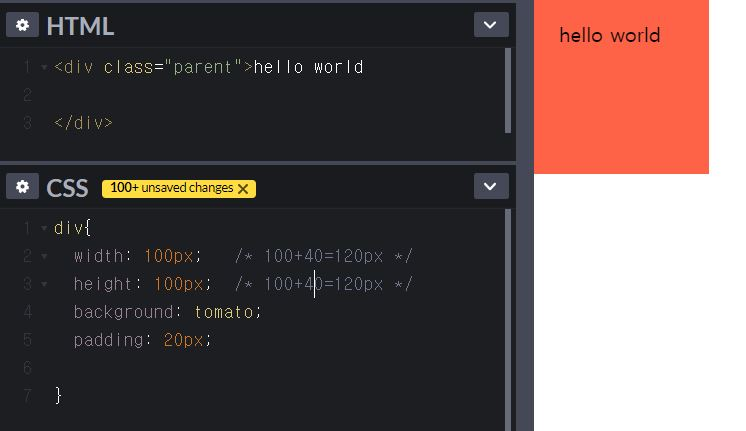 HTML
1 <div class="parent">hello world
2
3 </div>
hello world
CSS 100+ unsaved changes ×
1 div{
2 width: 100px; /* 100+40=120px */
3 height: 100px; /* 100+40=120px */
4 background: tomato;
5 padding: 20px;
6
7 }